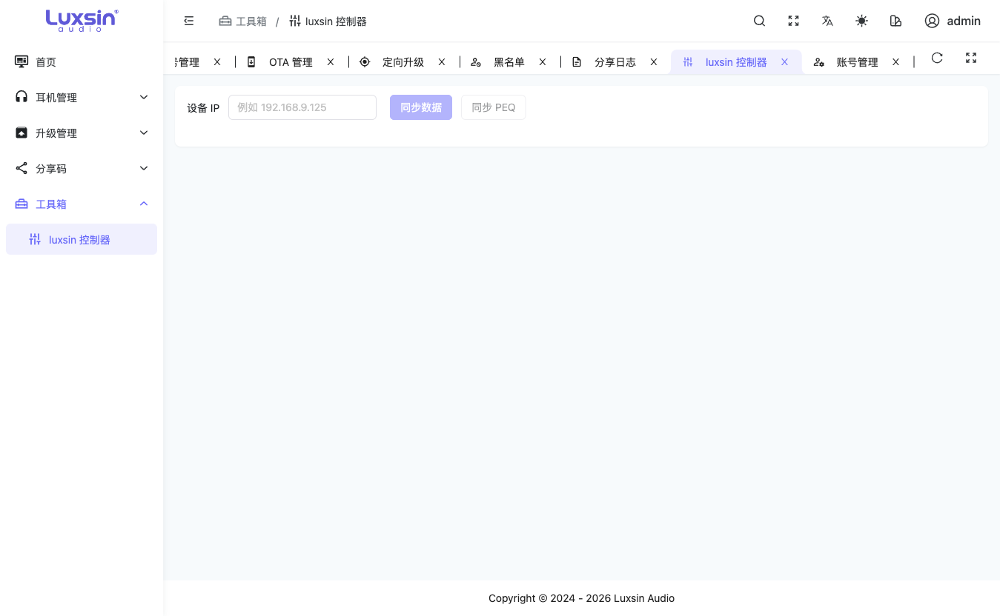 Luxsin®
audio
首页
耳机管理
升级管理
分享码
工具箱
luxsin 控制器
工具箱 / luxsin 控制器
admin
号管理 X | OTA 管理 X | 定向升级 X | 黑名单 X | 分享日志 X luxsin 控制器 X 账号管理 X |
设备 IP 例如 192.168.9.125 同步数据 同步 PEQ
Copyright © 2024 - 2026 Luxsin Audio